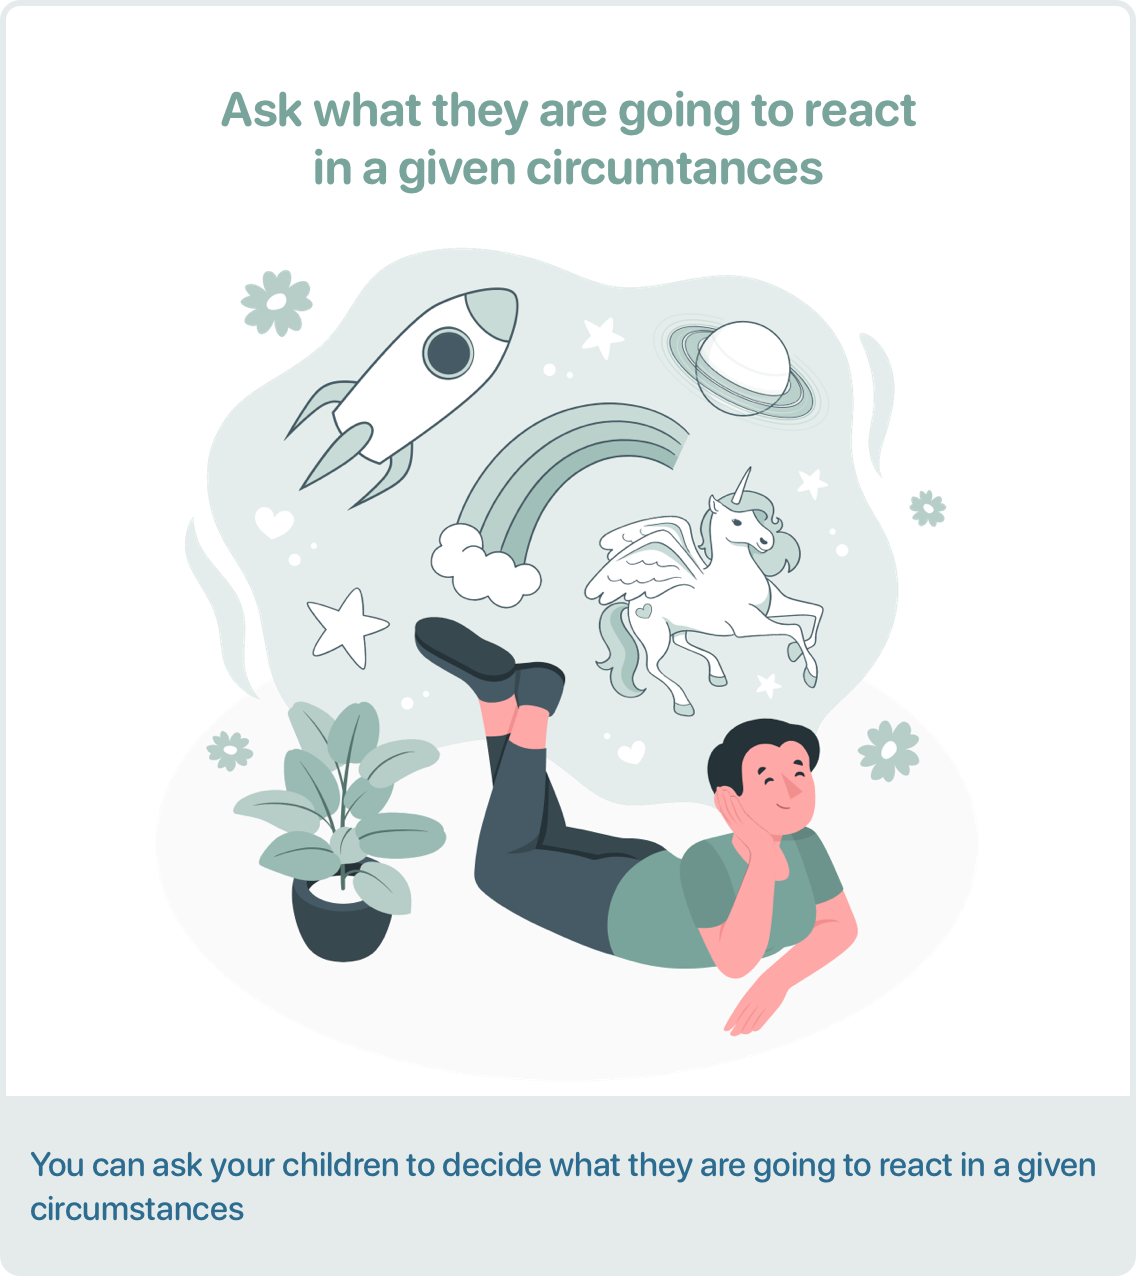 Ask what they are going to react
in a given circumtances
You can ask your children to decide what they are going to react in a given
circumstances